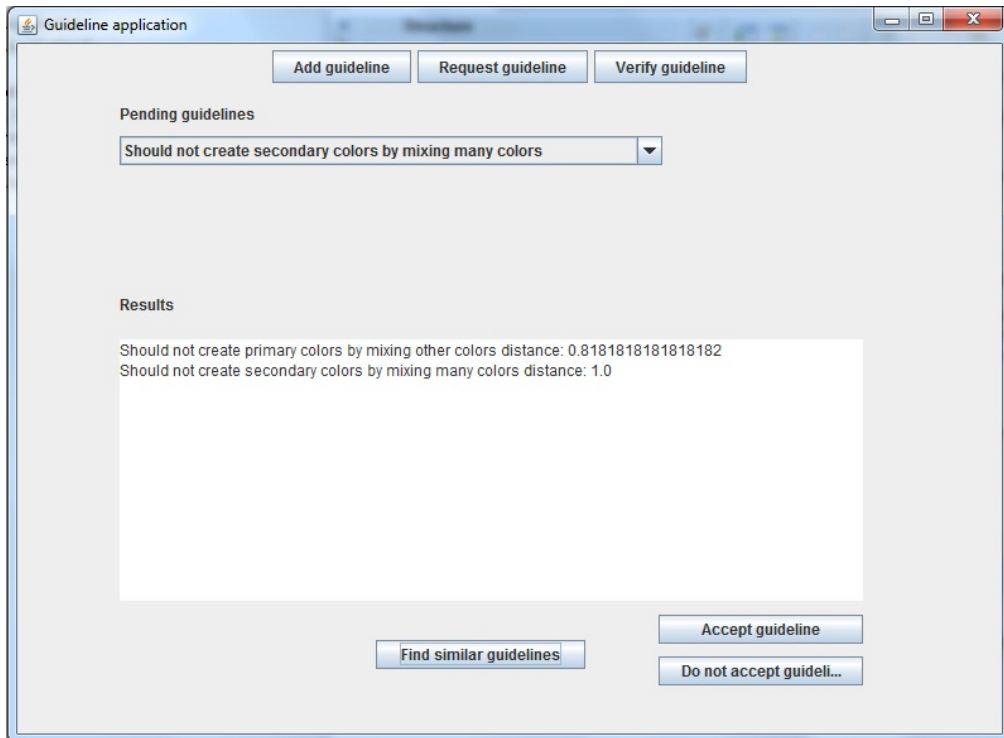 Guideline application
Add guideline Request guideline Verify guideline
Pending guidelines
Should not create secondary colors by mixing many colors
Results
Should not create primary colors by mixing other colors distance: 0.8181818181818182
Should not create secondary colors by mixing many colors distance: 1.0
Accept guideline
Find similar guidelines
Do not accept guideli...